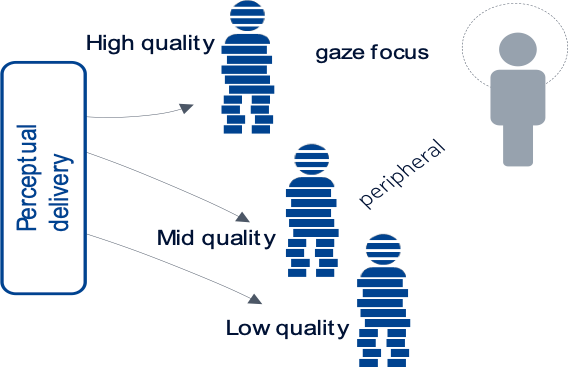 High quality
gaze focus
Perceptual
delivery
peripheral
Mid quality
Low quality